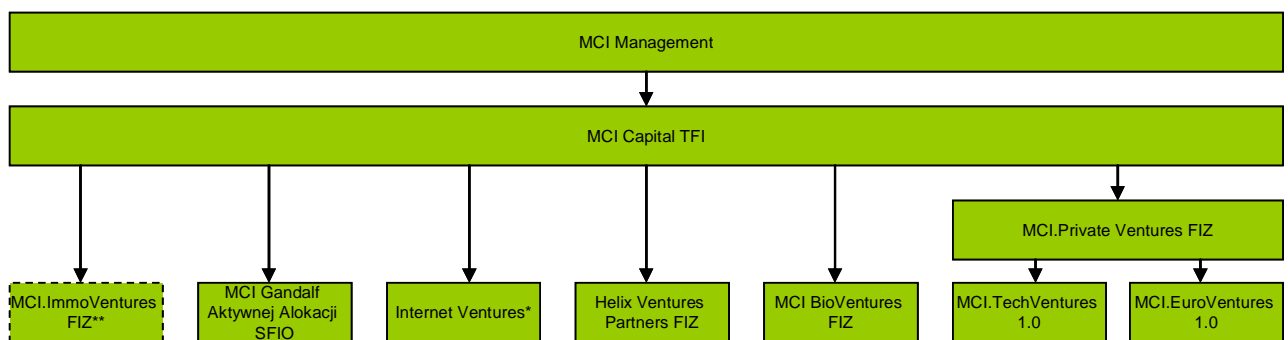 MCI Management
MCI Capital TFI
MCI.Private Ventures FIZ
MCI.ImmoVentures
FIZ**
MCI Gandalf
Aktywnej Alokacji
SFIO
Internet Ventures*
Helix Ventures
Partners FIZ
MCI BioVentures
FIZ
MCI.TechVentures
1.0
MCI.EuroVentures
1.0